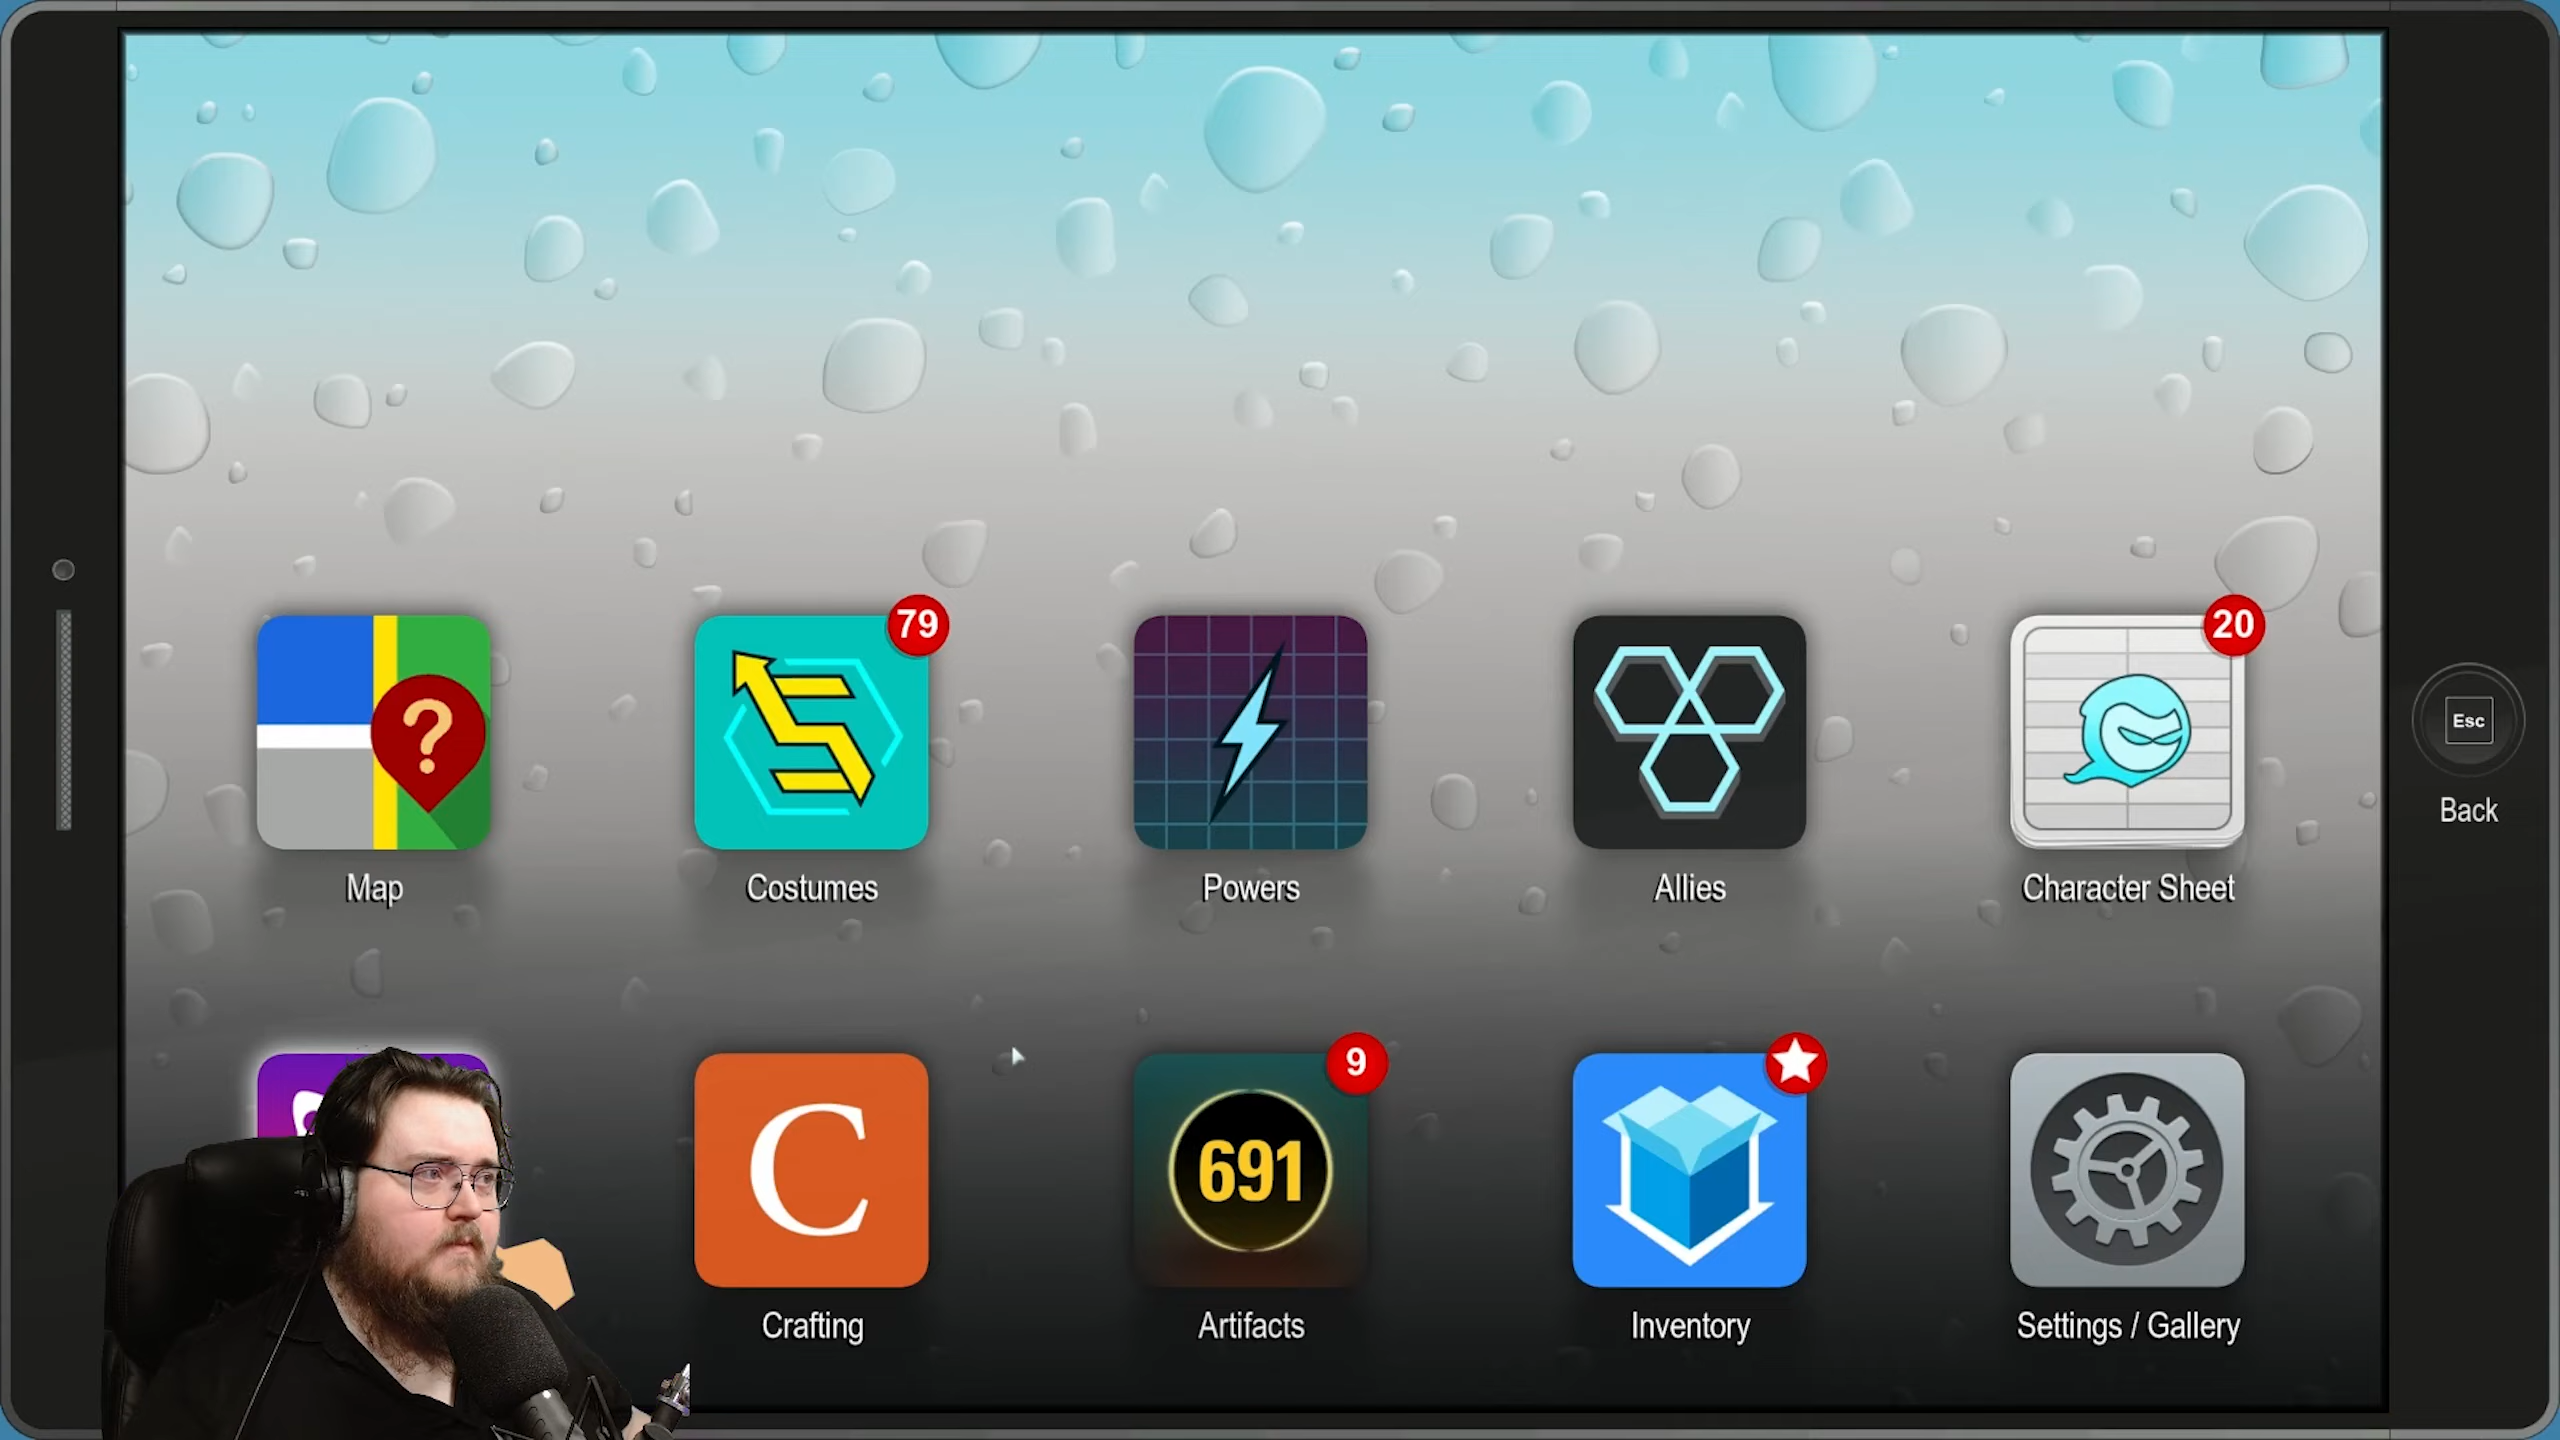 79
20
?
Esc
Back
Map
Costumes
Powers
Allies
Character Sheet
9
C
691
Crafting
Artifacts
Inventory
Settings / Gallery